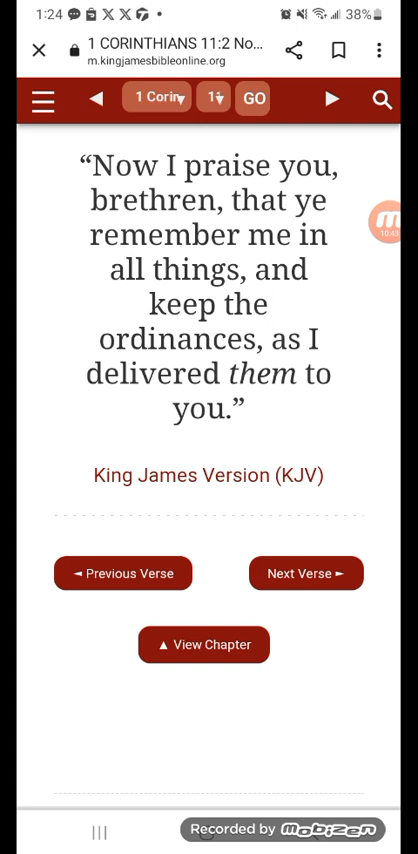 1:24 38%
1 CORINTHIANS 11:2 No...
m.kingjamesbibleonline.org
1 Corin GO
“Now I praise you,
brethren, that ye
remember me in
all things, and
keep the
ordinances, as I
delivered them to
you.”
10:43
King James Version (KJV)
◄ Previous Verse Next Verse ►
▲ View Chapter
Recorded by mobizen